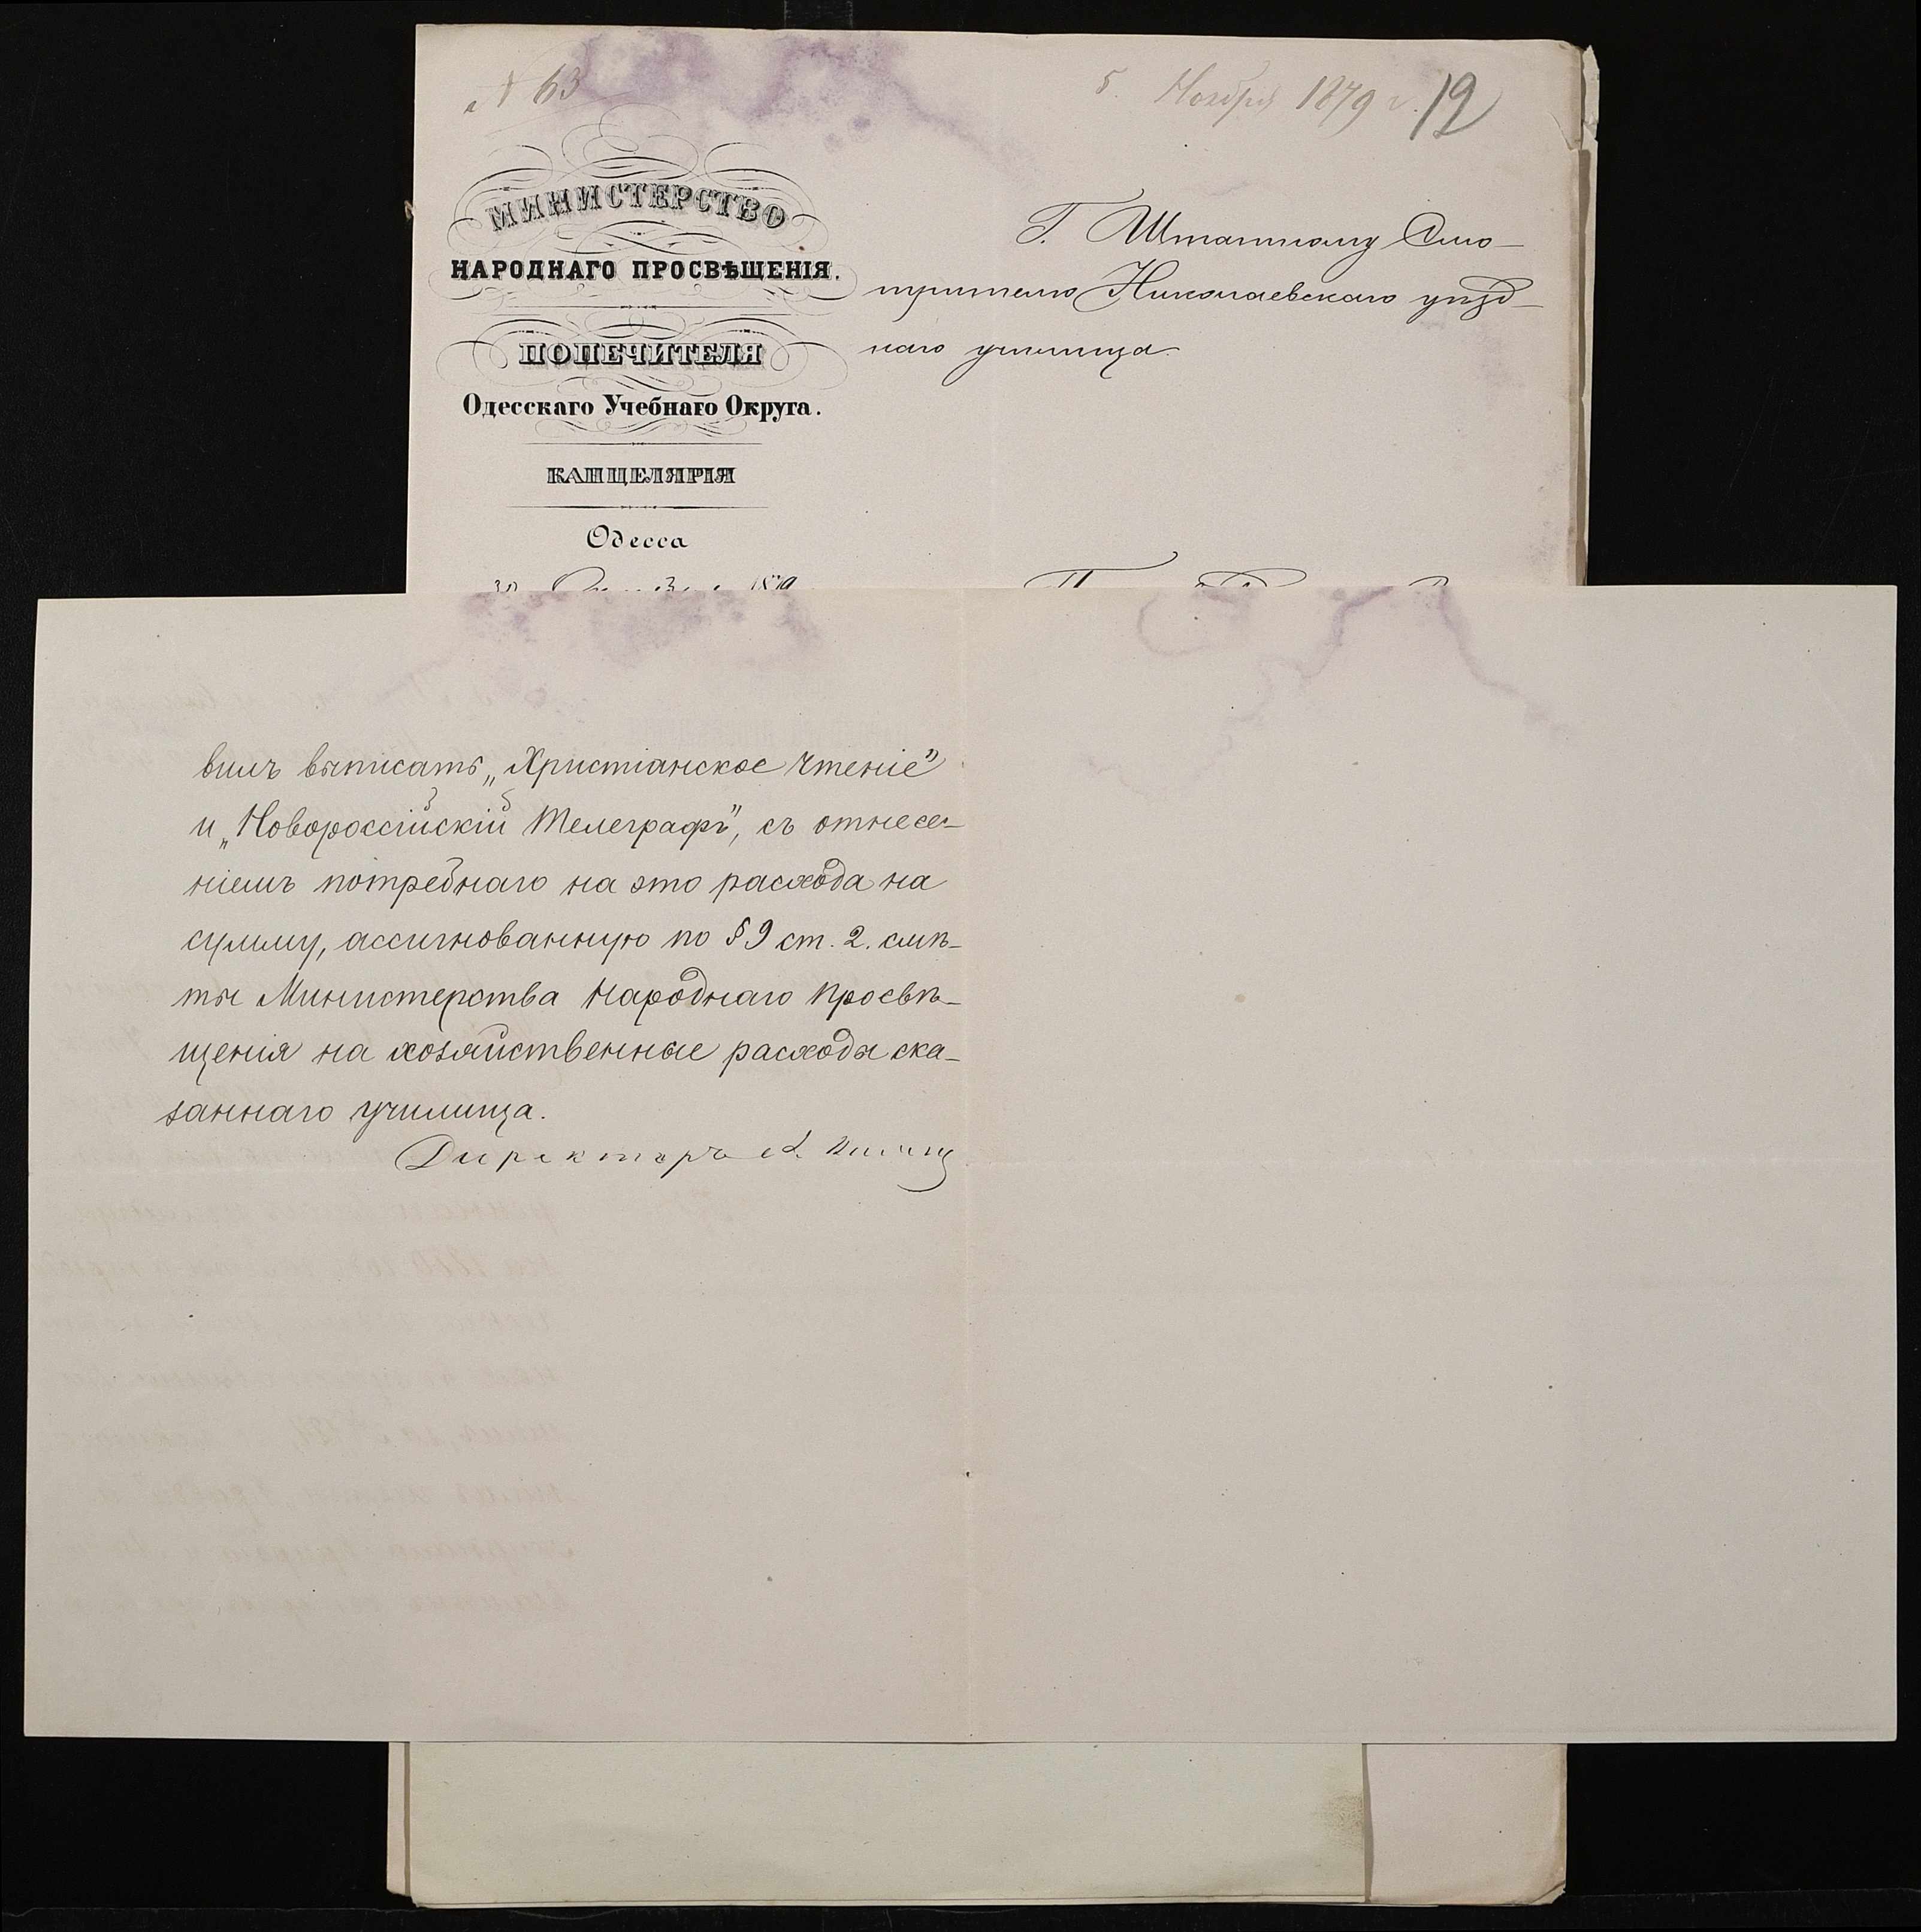 № 63
5. Ноября 1879 г. 12
МИНИСТЕРСТВО
НАРОДНАГО ПРОСВѢЩЕНІЯ.
ПОПЕЧИТЕЛЯ
Одесскаго Учебнаго Округа.
КАНЦЕЛЯРІЯ
Одесса
Г. Штатному Смо-
трителю Николаевскаго уѣзд-
наго училища.
вилъ выписать „Христіанское Чтеніе"
и „Новороссійскій Телеграфъ", съ отнесе-
ніемъ потребнаго на это расхода на
сумму, ассигнованную по § 9 ст. 2. смѣ-
ты Министерства Народнаго Просвѣ-
щенія на хозяйственные расходы ска-
заннаго училища.
Директоръ